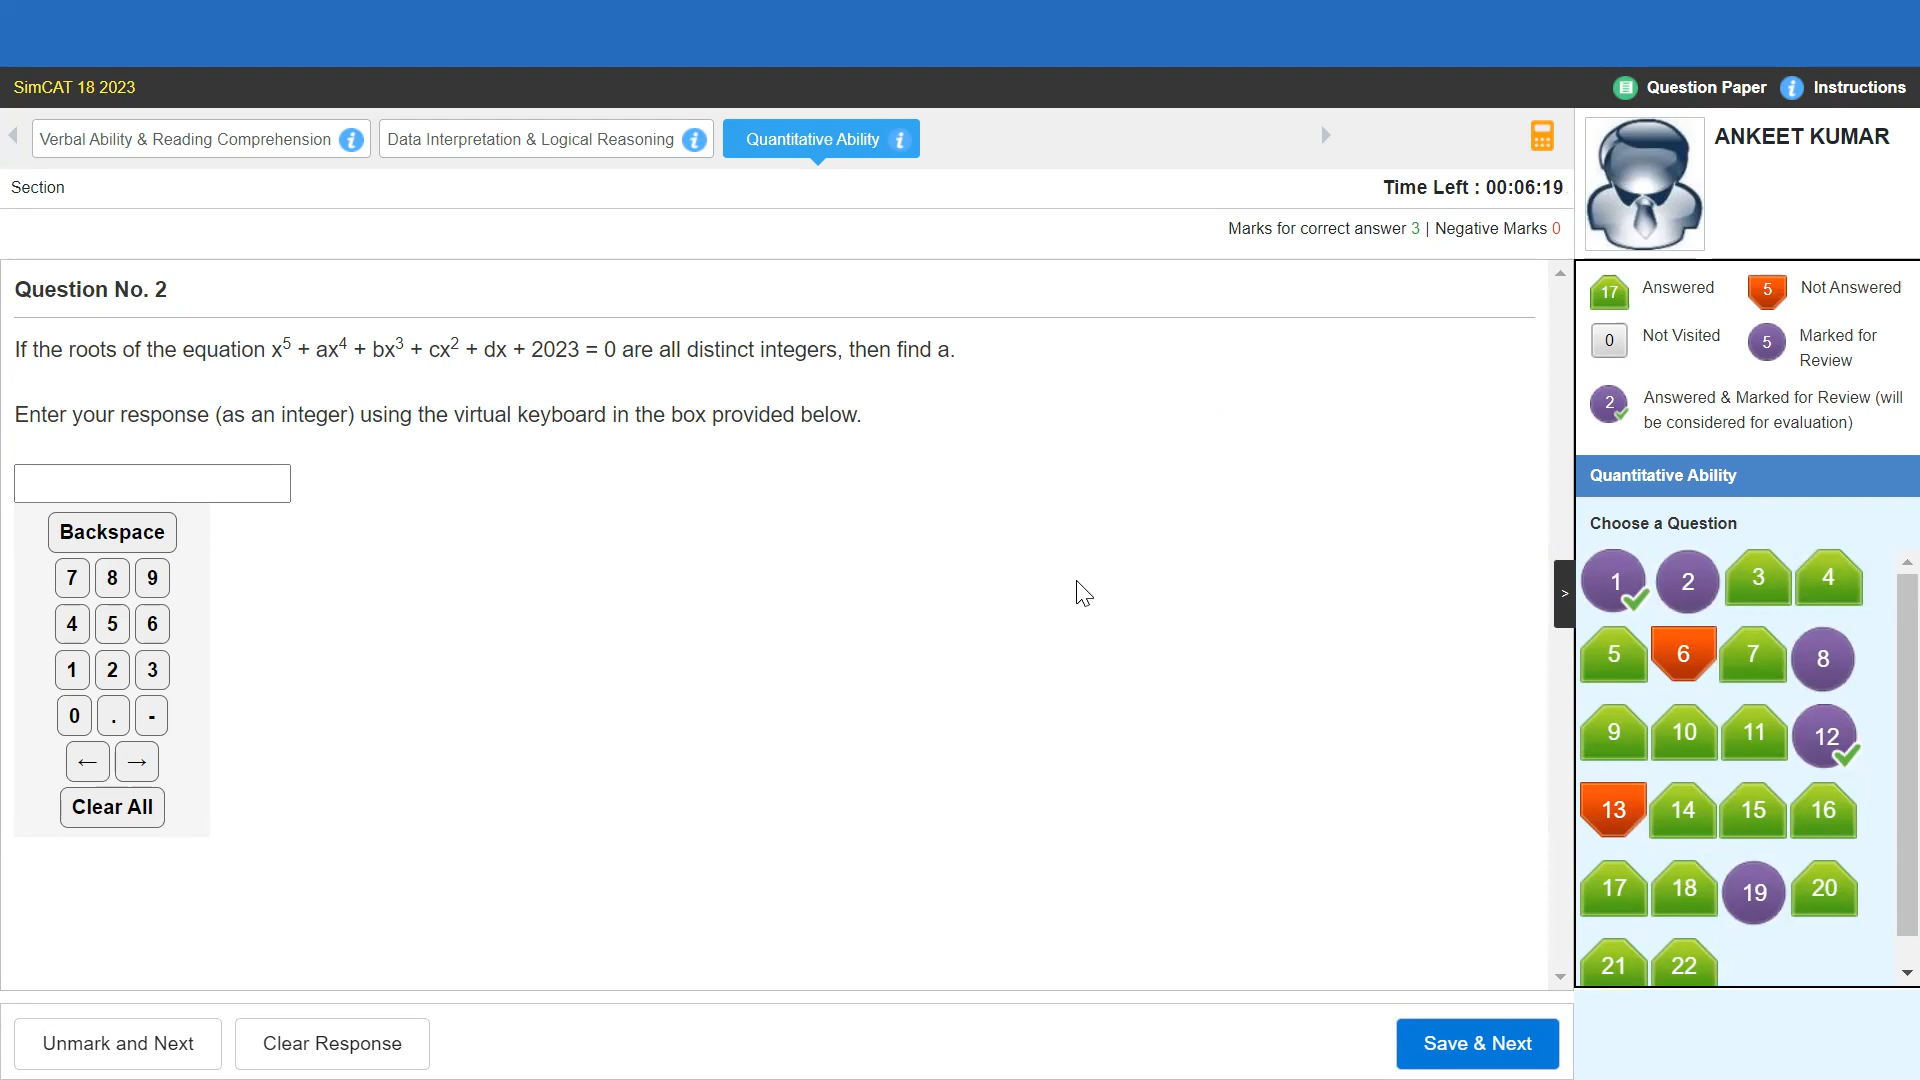 SimCAT 18 2023
Question Paper
Instructions
Verbal Ability & Reading Comprehension i
Data Interpretation & Logical Reasoning i
Quantitative Ability i
ANKEET KUMAR
Section
Time Left : 00:06:19
Marks for correct answer 3 | Negative Marks 0
Question No. 2
If the roots of the equation x⁵ + ax⁴ + bx³ + cx² + dx + 2023 = 0 are all distinct integers, then find a.
Enter your response (as an integer) using the virtual keyboard in the box provided below.
Backspace
7 8 9
4 5 6
1 2 3
0 . -
← →
Clear All
Unmark and Next
Clear Response
Save & Next
17 Answered
5 Not Answered
0 Not Visited
5 Marked for
Review
2 Answered & Marked for Review (will
be considered for evaluation)
Quantitative Ability
Choose a Question
>
1 2 3 4
5 6 7 8
9 10 11 12
13 14 15 16
17 18 19 20
21 22